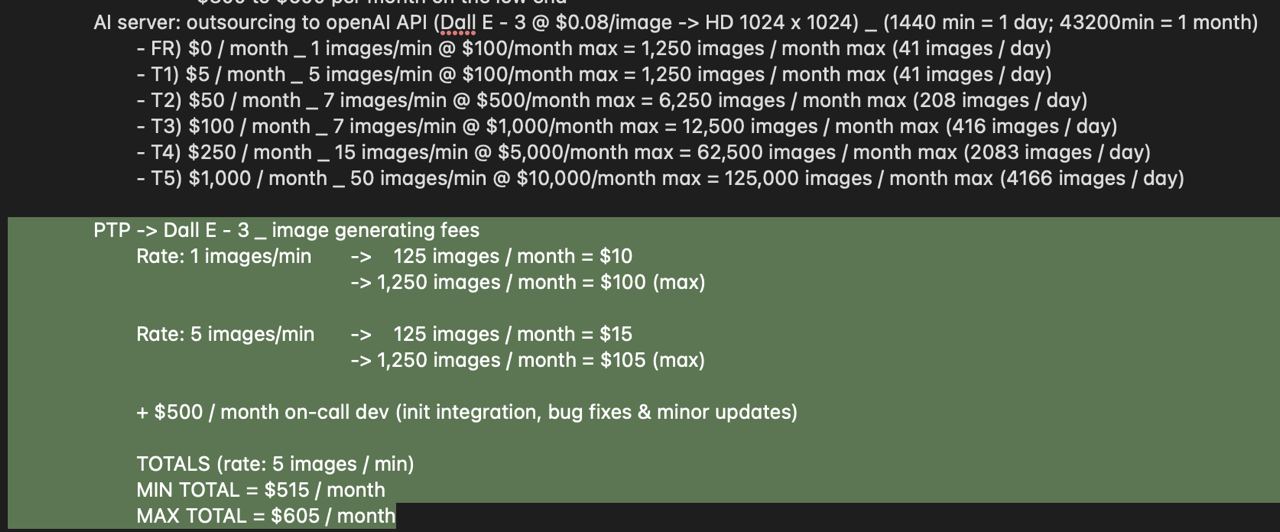 AI server: outsourcing to openAI API (Dall E - 3 @ $0.08/image -> HD 1024 x 1024) _ (1440 min = 1 day; 43200min = 1 month)
- FR) $0 / month _ 1 images/min @ $100/month max = 1,250 images / month max (41 images / day)
- T1) $5 / month _ 5 images/min @ $100/month max = 1,250 images / month max (41 images / day)
- T2) $50 / month _ 7 images/min @ $500/month max = 6,250 images / month max (208 images / day)
- T3) $100 / month _ 7 images/min @ $1,000/month max = 12,500 images / month max (416 images / day)
- T4) $250 / month _ 15 images/min @ $5,000/month max = 62,500 images / month max (2083 images / day)
- T5) $1,000 / month _ 50 images/min @ $10,000/month max = 125,000 images / month max (4166 images / day)
PTP -> Dall E - 3 _ image generating fees
Rate: 1 images/min -> 125 images / month = $10
-> 1,250 images / month = $100 (max)
Rate: 5 images/min -> 125 images / month = $15
-> 1,250 images / month = $105 (max)
+ $500 / month on-call dev (init integration, bug fixes & minor updates)
TOTALS (rate: 5 images / min)
MIN TOTAL = $515 / month
MAX TOTAL = $605 / month